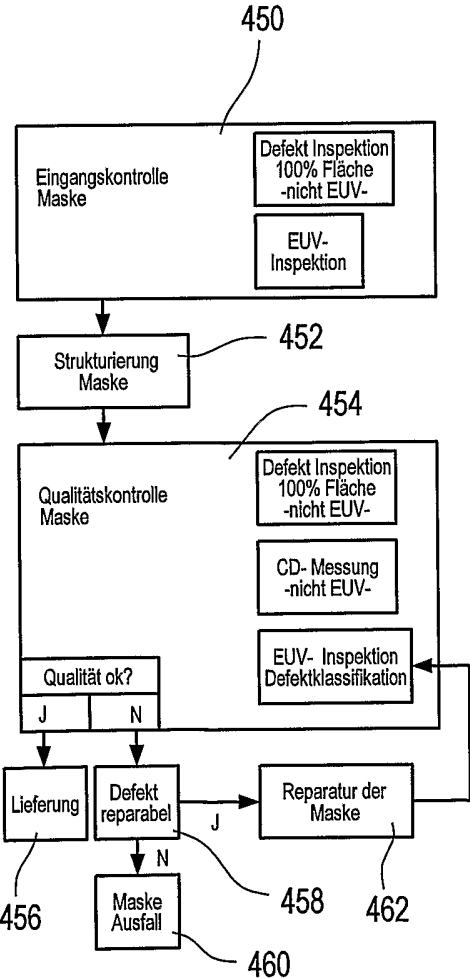 450
Eingangskontrolle
Maske
Defekt Inspektion
100% Fläche
-nicht EUV-
EUV-
Inspektion
452
Strukturierung
Maske
454
Qualitätskontrolle
Maske
Defekt Inspektion
100% Fläche
-nicht EUV-
CD- Messung
-nicht EUV-
EUV- Inspektion
Defektklassifikation
Qualität ok?
J
N
Lieferung
Defekt
reparabel
J
Reparatur der
Maske
456
N
458
462
Maske
Ausfall
460